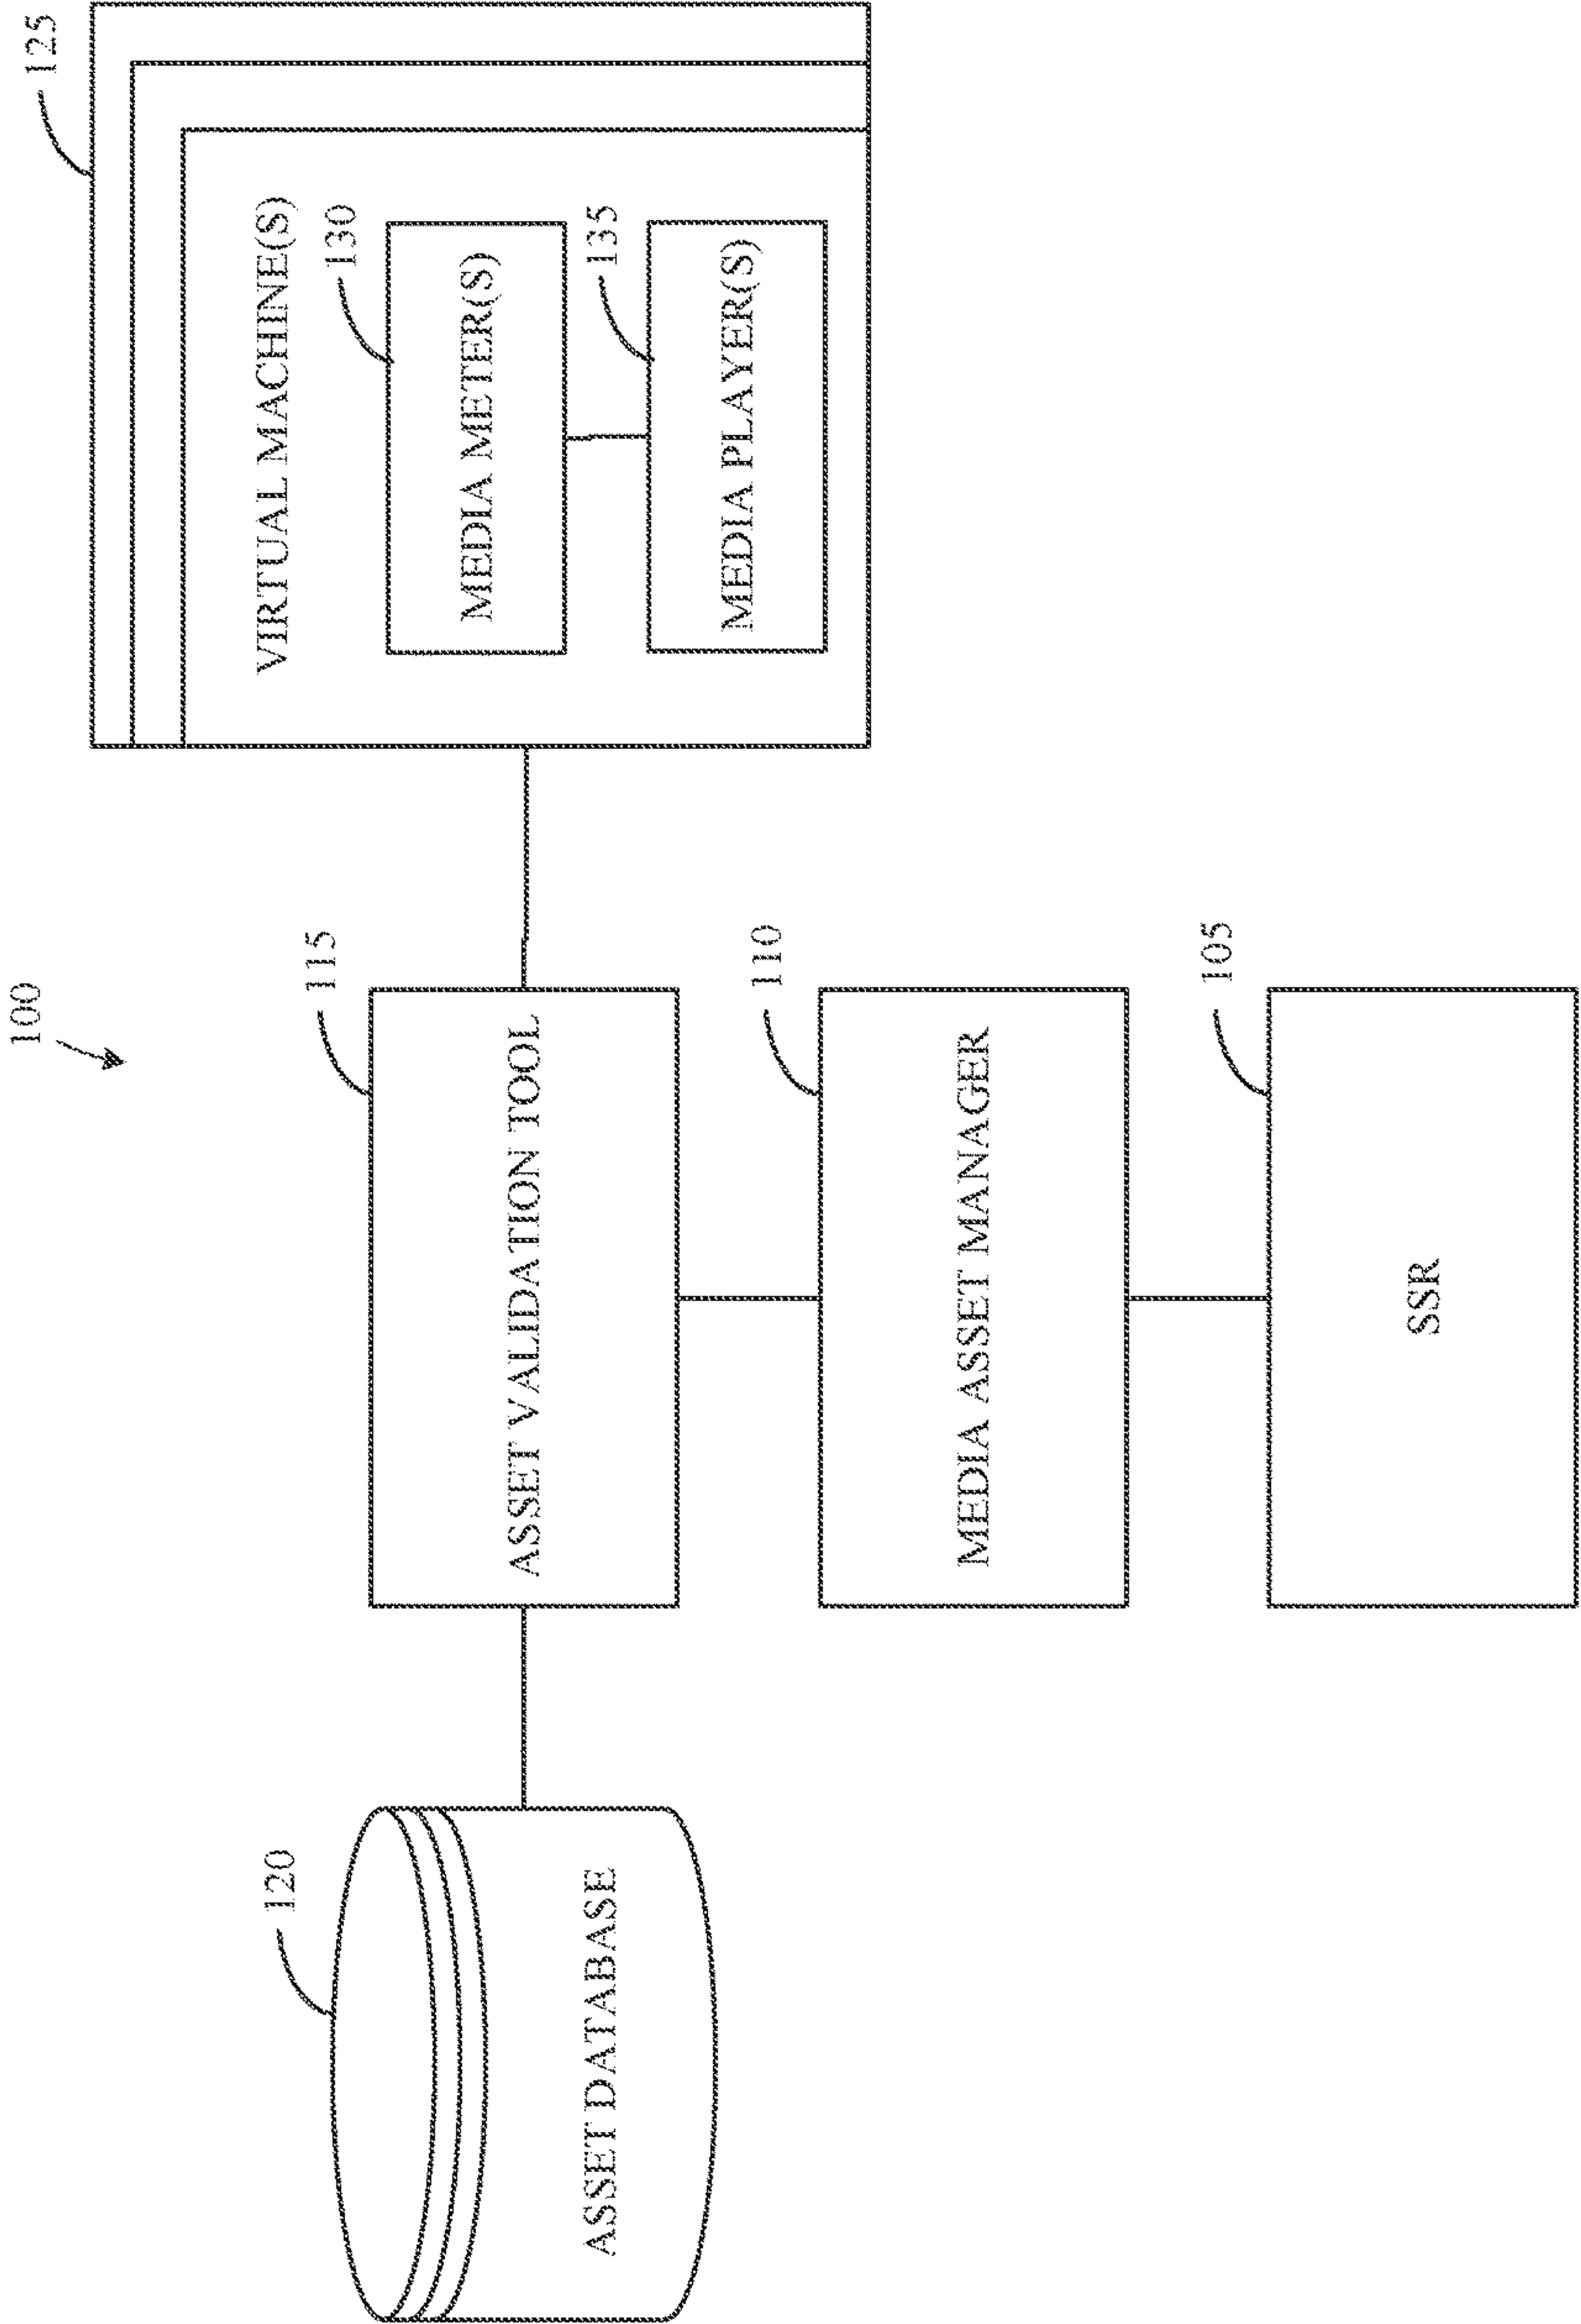 100
120
ASSET DATABASE
115
ASSET VALIDATION TOOL
110
MEDIA ASSET MANAGER
105
SSR
125
VIRTUAL MACHINE(S)
130
MEDIA METER(S)
135
MEDIA PLAYER(S)